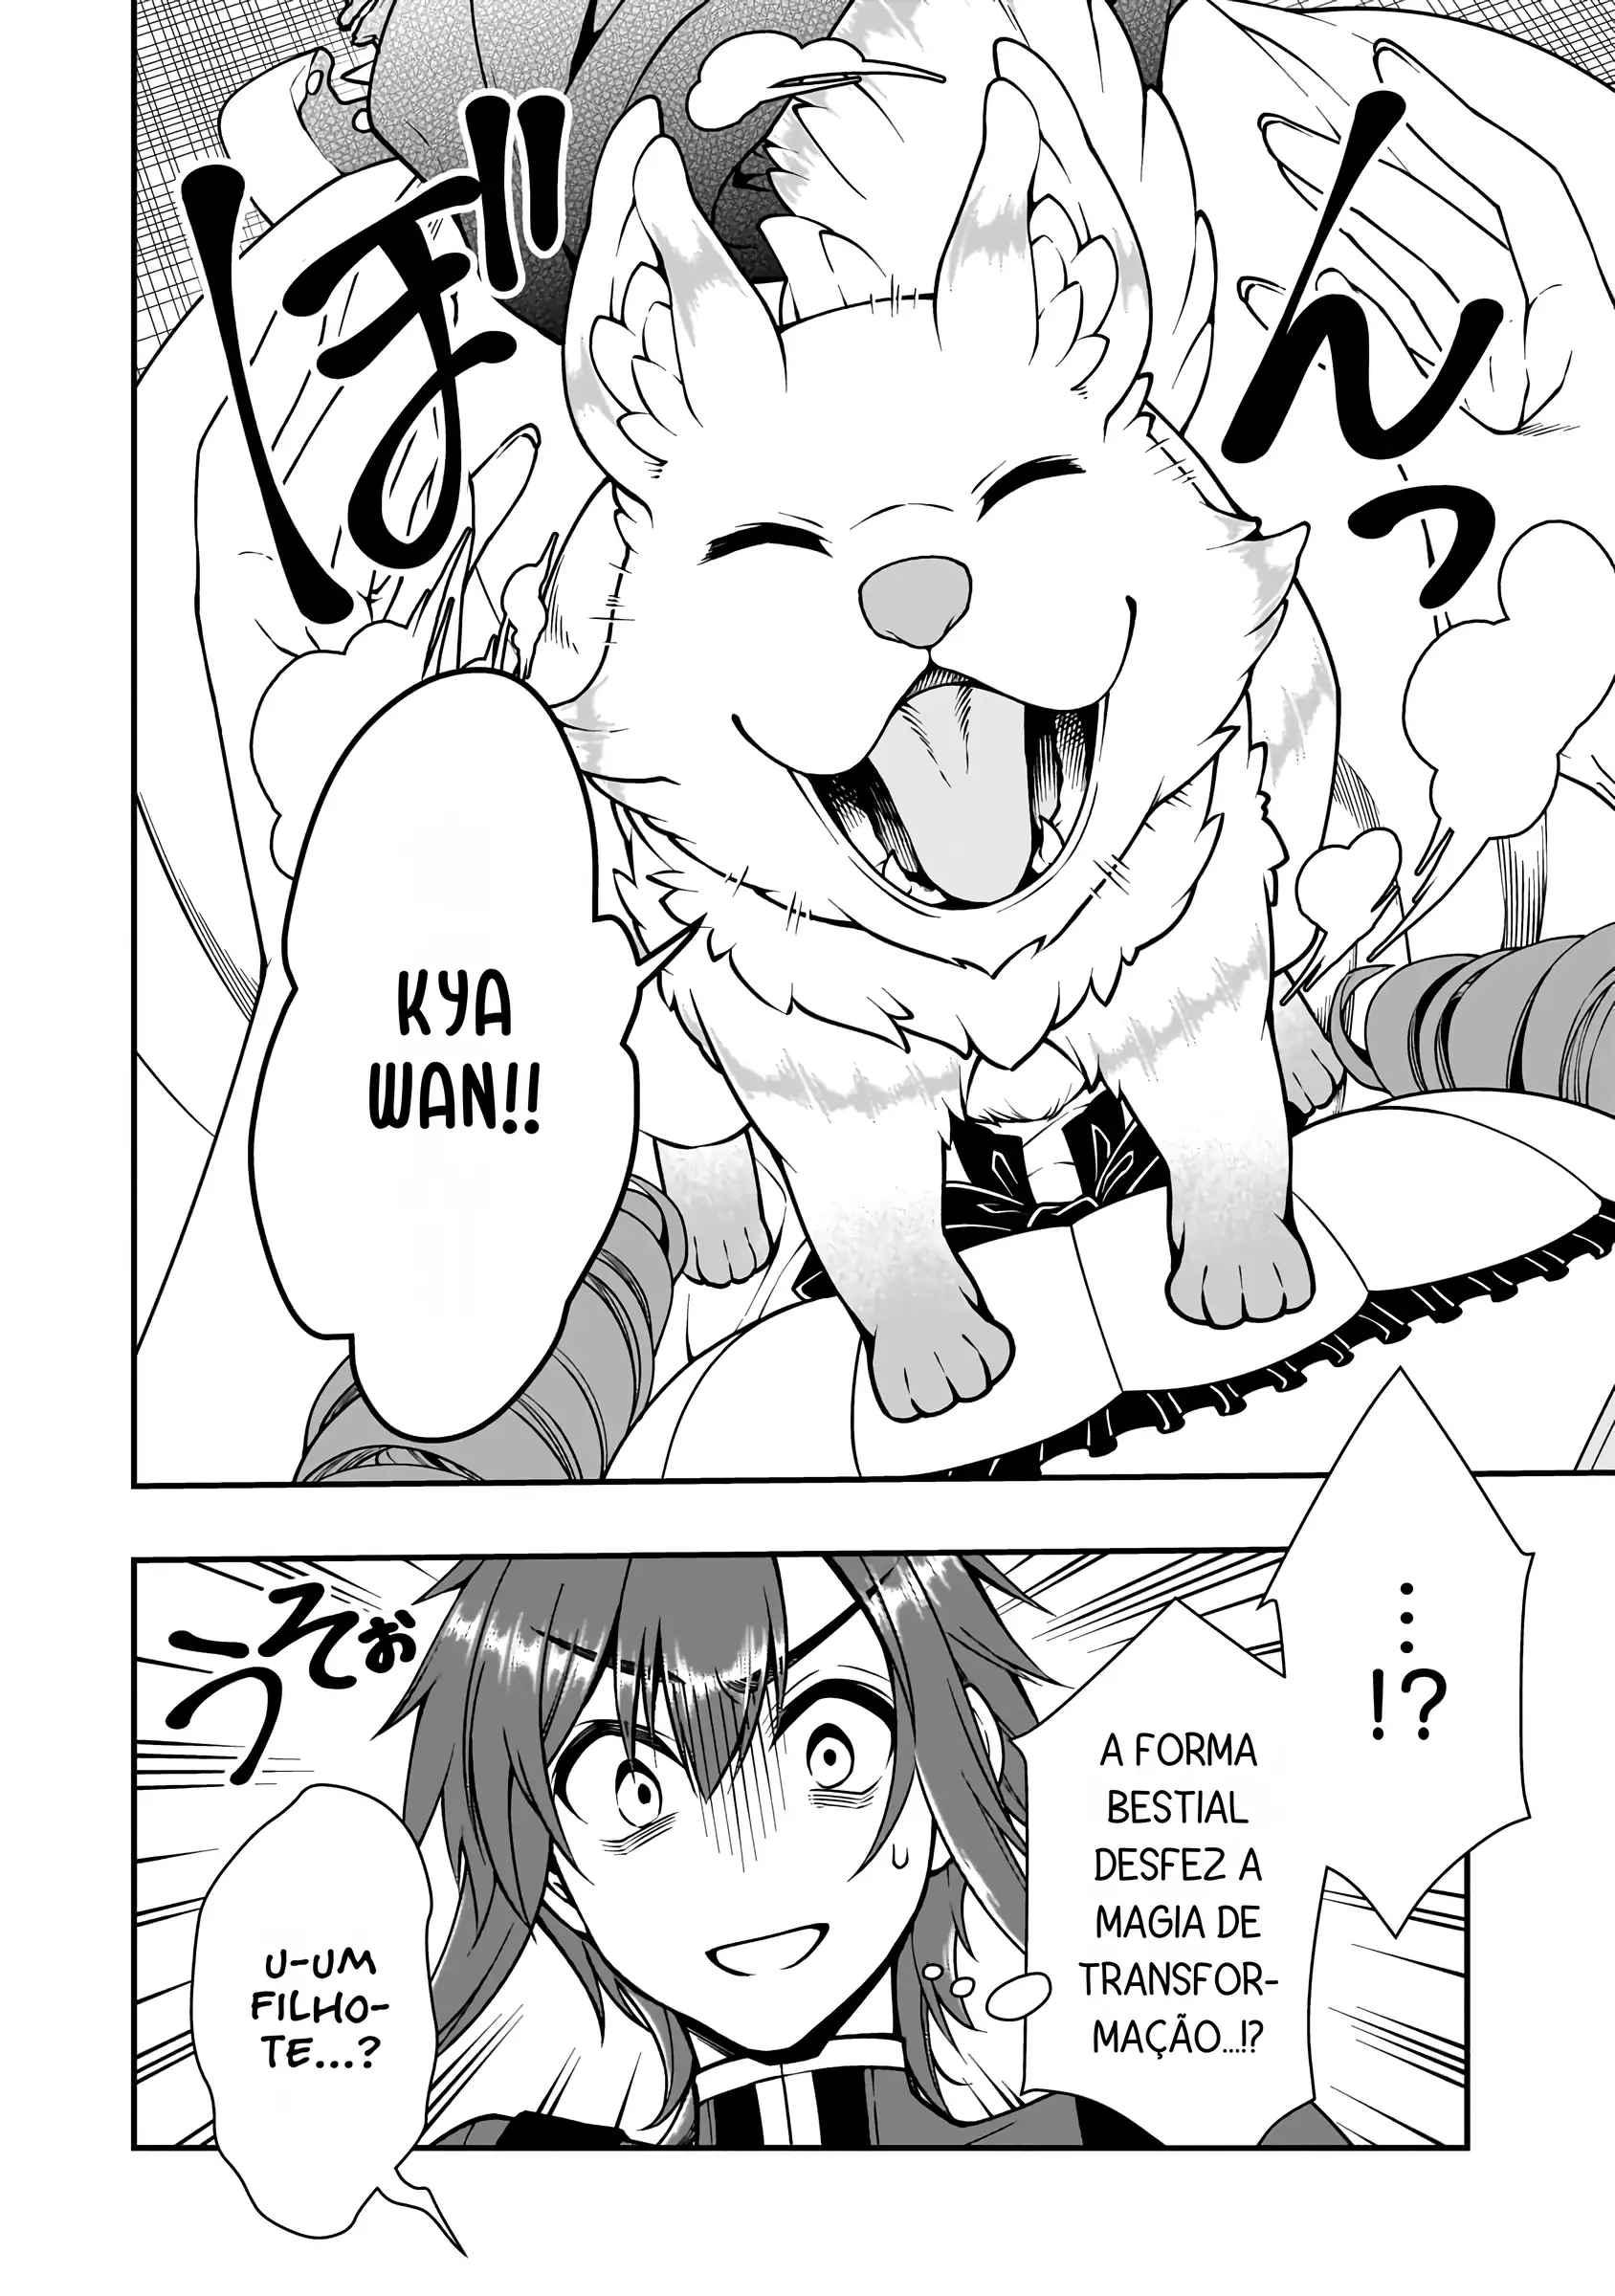 ぼんっ
KYA
WAN!!
⋮
!?
A FORMA
BESTIAL
DESFEZ A
MAGIA DE
TRANSFOR-
MAÇÃO...!?
うそぉ
U-UM
FILHO-
TE...?